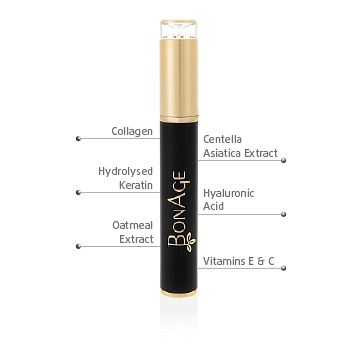 Collagen
Hydrolysed
Keratin
Oatmeal
Extract
BONAGE
Centella
Asiatica Extract
Hyaluronic
Acid
Vitamins E & C